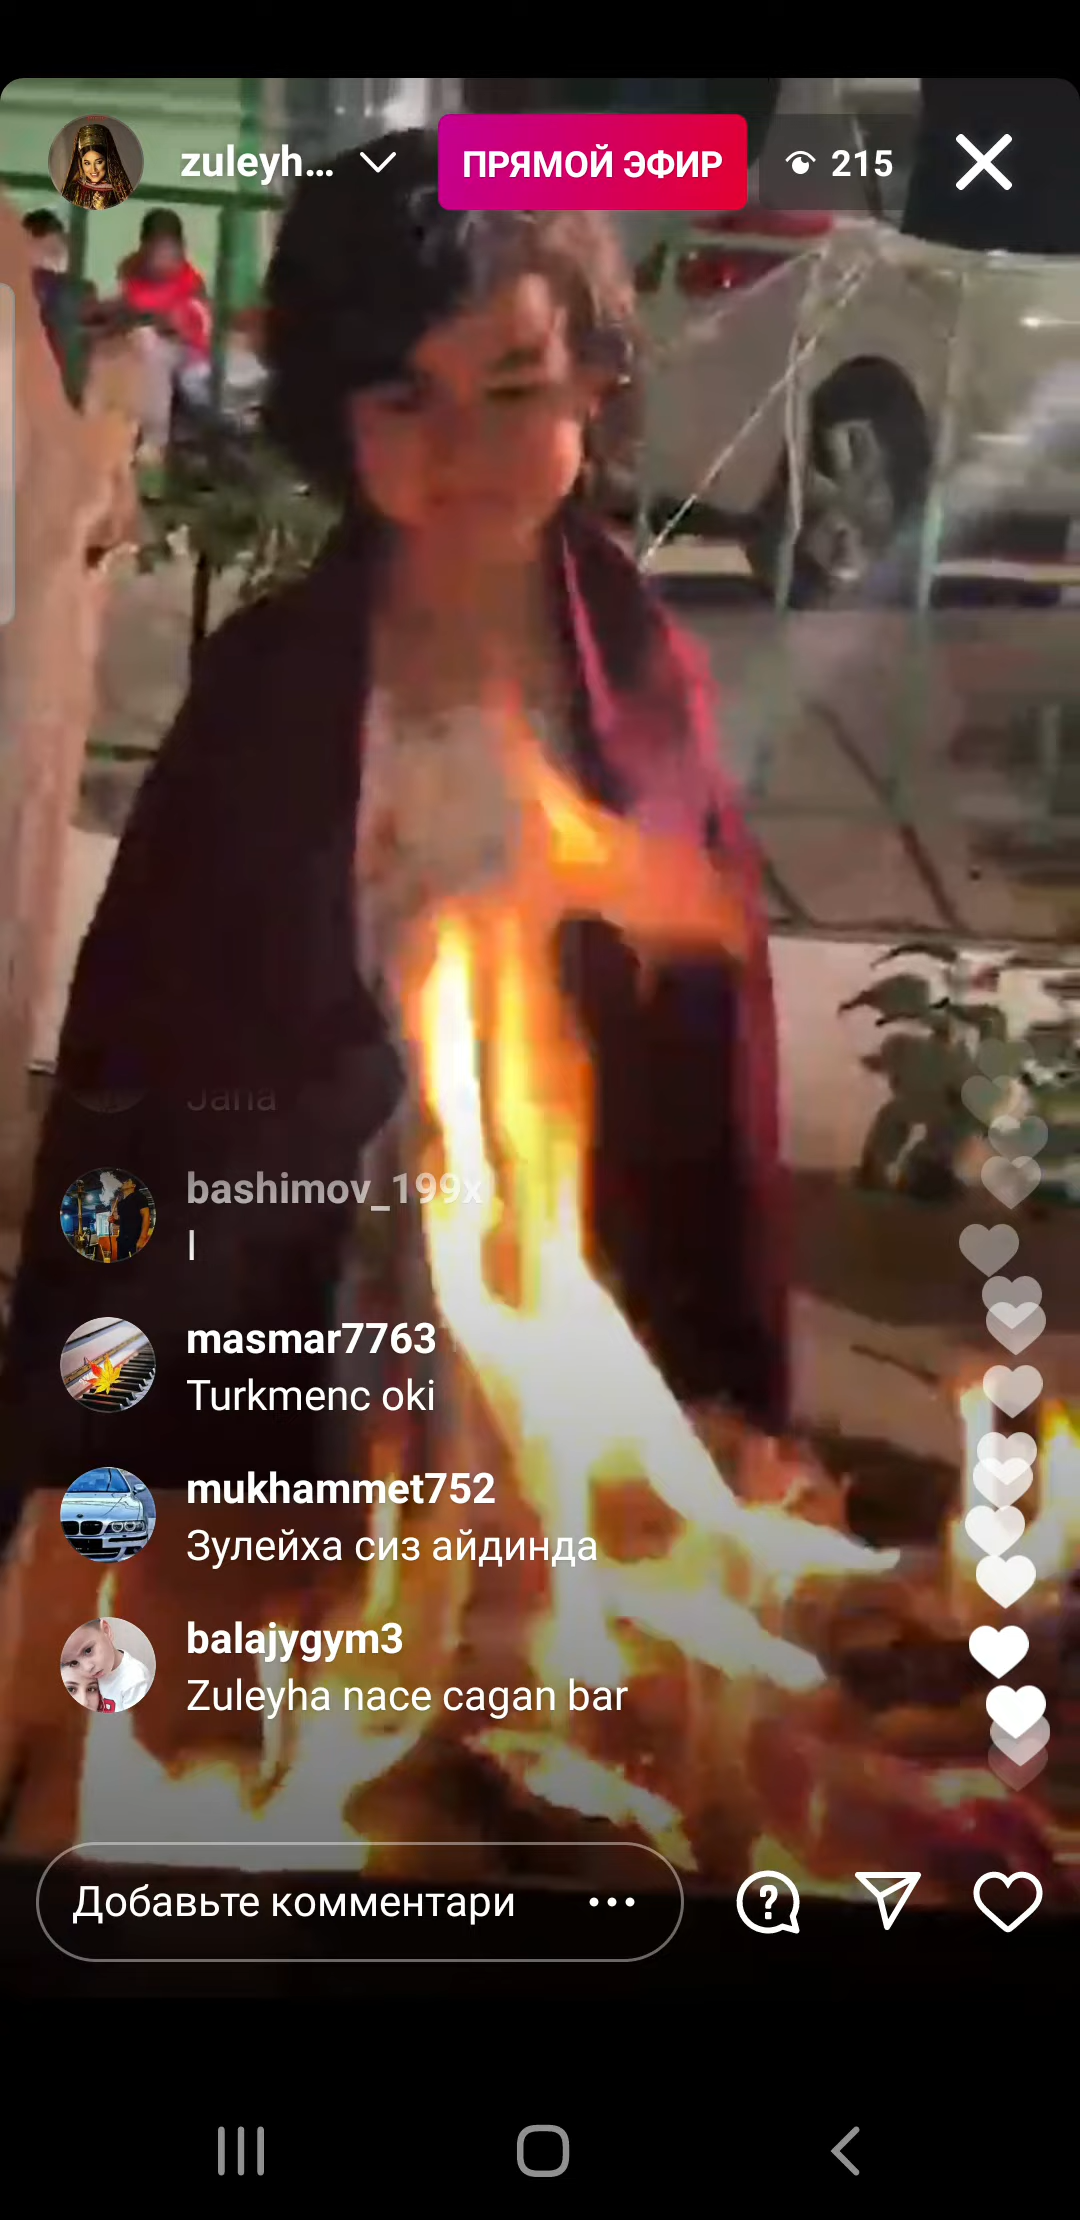 zuleyh...
ПРЯМОЙ ЭФИР
215
Jana
bashimov_199x
I
masmar7763
Turkmenc oki
mukhammet752
Зулейха сиз айдинда
balajygym3
Zuleyha nace cagan bar
Добавьте комментари